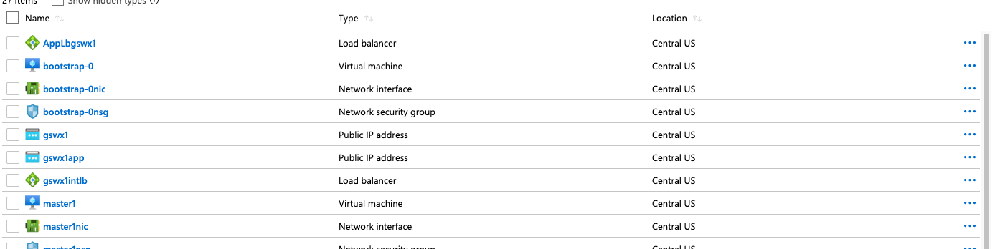 27 items Show hidden types
Name Type Location
AppLbgswx1 Load balancer Central US
bootstrap-0 Virtual machine Central US
bootstrap-0nic Network interface Central US
bootstrap-0nsg Network security group Central US
gswx1 Public IP address Central US
gswx1app Public IP address Central US
gswx1intlb Load balancer Central US
master1 Virtual machine Central US
master1nic Network interface Central US
master1nsg Network security group Central US